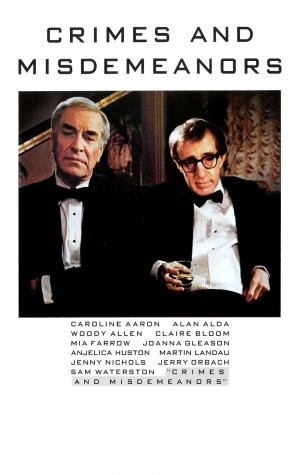 CRIMES AND
MISDEMEANORS
CAROLINE AARON ALAN ALDA
WOODY ALLEN CLAIRE BLOOM
MIA FARROW JOANNA GLEASON
ANJELICA HUSTON MARTIN LANDAU
JENNY NICHOLS JERRY ORBACH
SAM WATERSTON "CRIMES
AND MISDEMEANORS"